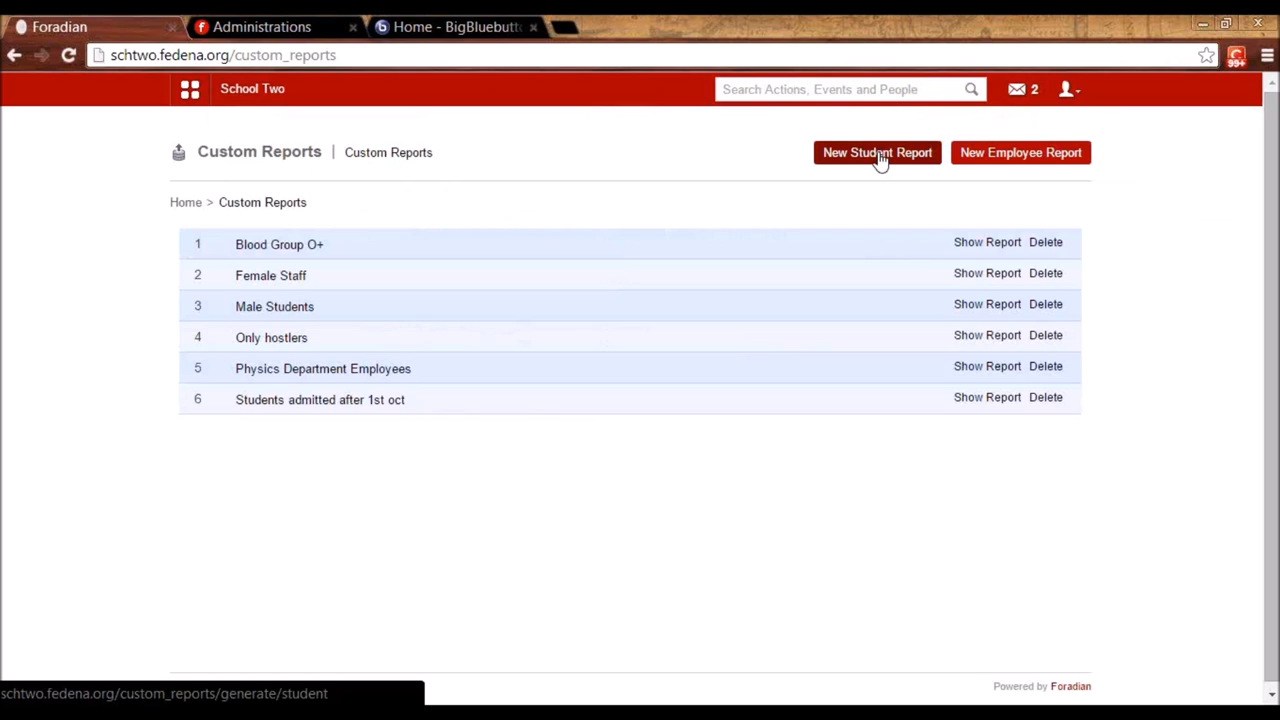 Foradian
Administrations
Home - BigBluebutt
schtwo.fedena.org/custom_reports
99+
School Two
Search Actions, Events and People
2
Custom Reports | Custom Reports
New Student Report
New Employee Report
Home > Custom Reports
1 Blood Group O+ Show Report Delete
2 Female Staff Show Report Delete
3 Male Students Show Report Delete
4 Only hostlers Show Report Delete
5 Physics Department Employees Show Report Delete
6 Students admitted after 1st oct Show Report Delete
Powered by Foradian
schtwo.fedena.org/custom_reports/generate/student